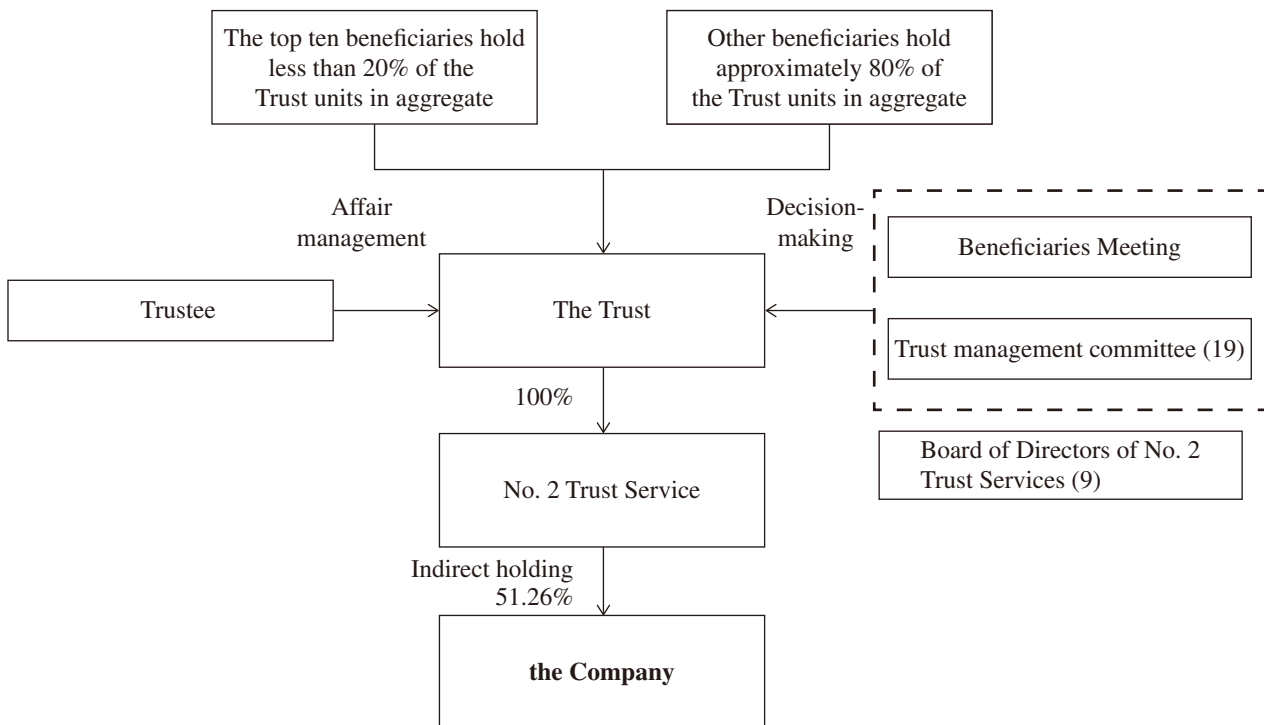 The top ten beneficiaries hold
less than 20% of the
Trust units in aggregate
Other beneficiaries hold
approximately 80% of
the Trust units in aggregate
Affair
management
Decision-
making
Beneficiaries Meeting
Trustee
The Trust
Trust management committee (19)
100%
Board of Directors of No. 2
Trust Services (9)
No. 2 Trust Service
Indirect holding
51.26%
the Company